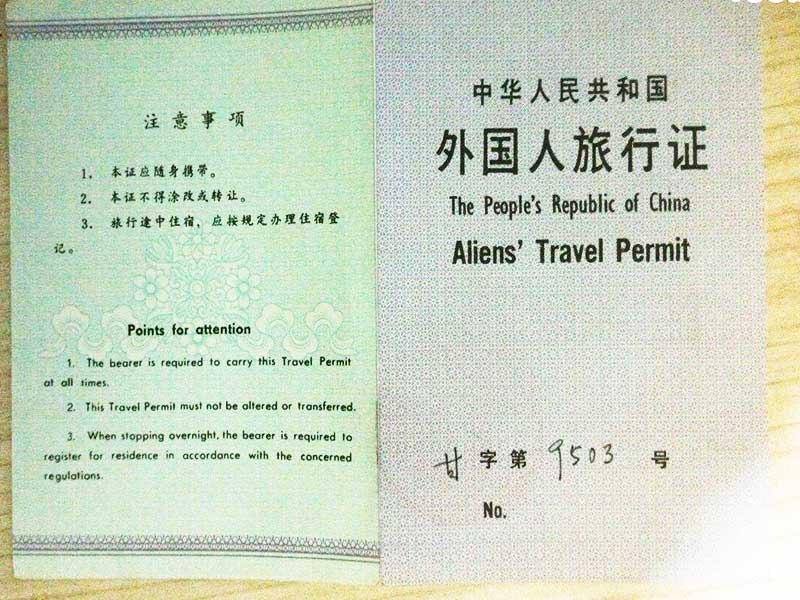 注意事项
1. 本证应随身携带。
2. 本证不得涂改或转让。
3. 旅行途中住宿，应按规定办理住宿登
记。
Points for attention
1. The bearer is required to carry this Travel Permit
at all times.
2. This Travel Permit must not be altered or transferred.
3. When stopping overnight, the bearer is required to
register for residence in accordance with the concerned
regulations.
中华人民共和国
外国人旅行证
The People's Republic of China
Aliens' Travel Permit
甘字第 9503 号
No.